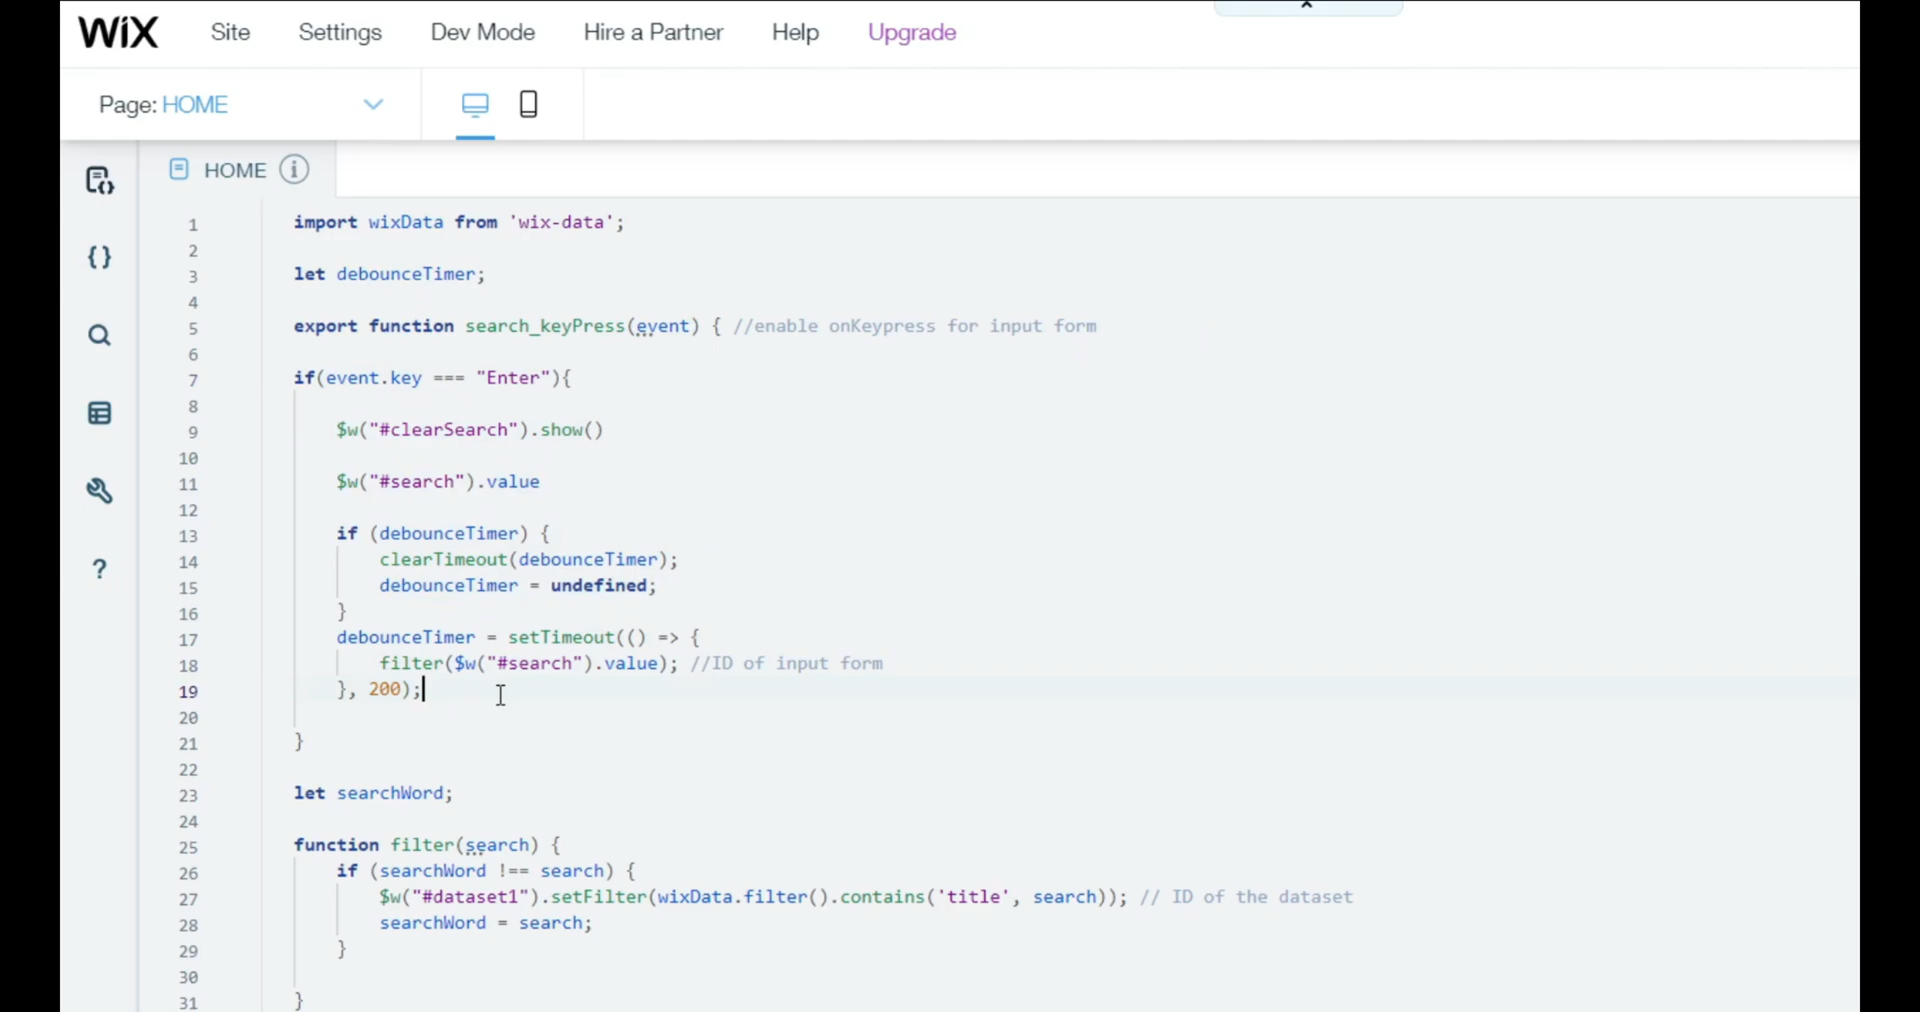 WiX Site Settings Dev Mode Hire a Partner Help Upgrade
Page: HOME
HOME
1 import wixData from 'wix-data';
2
3 let debounceTimer;
4
5 export function search_keyPress(event) { //enable onKeypress for input form
6
7 if(event.key === "Enter"){
8
9 $w("#clearSearch").show()
10
11 $w("#search").value
12
13 if (debounceTimer) {
14 clearTimeout(debounceTimer);
15 debounceTimer = undefined;
16 }
17 debounceTimer = setTimeout(() => {
18 filter($w("#search").value); //ID of input form
19 }, 200);
20
21 }
22
23 let searchWord;
24
25 function filter(search) {
26 if (searchWord !== search) {
27 $w("#dataset1").setFilter(wixData.filter().contains('title', search)); // ID of the dataset
28 searchWord = search;
29 }
30
31 }